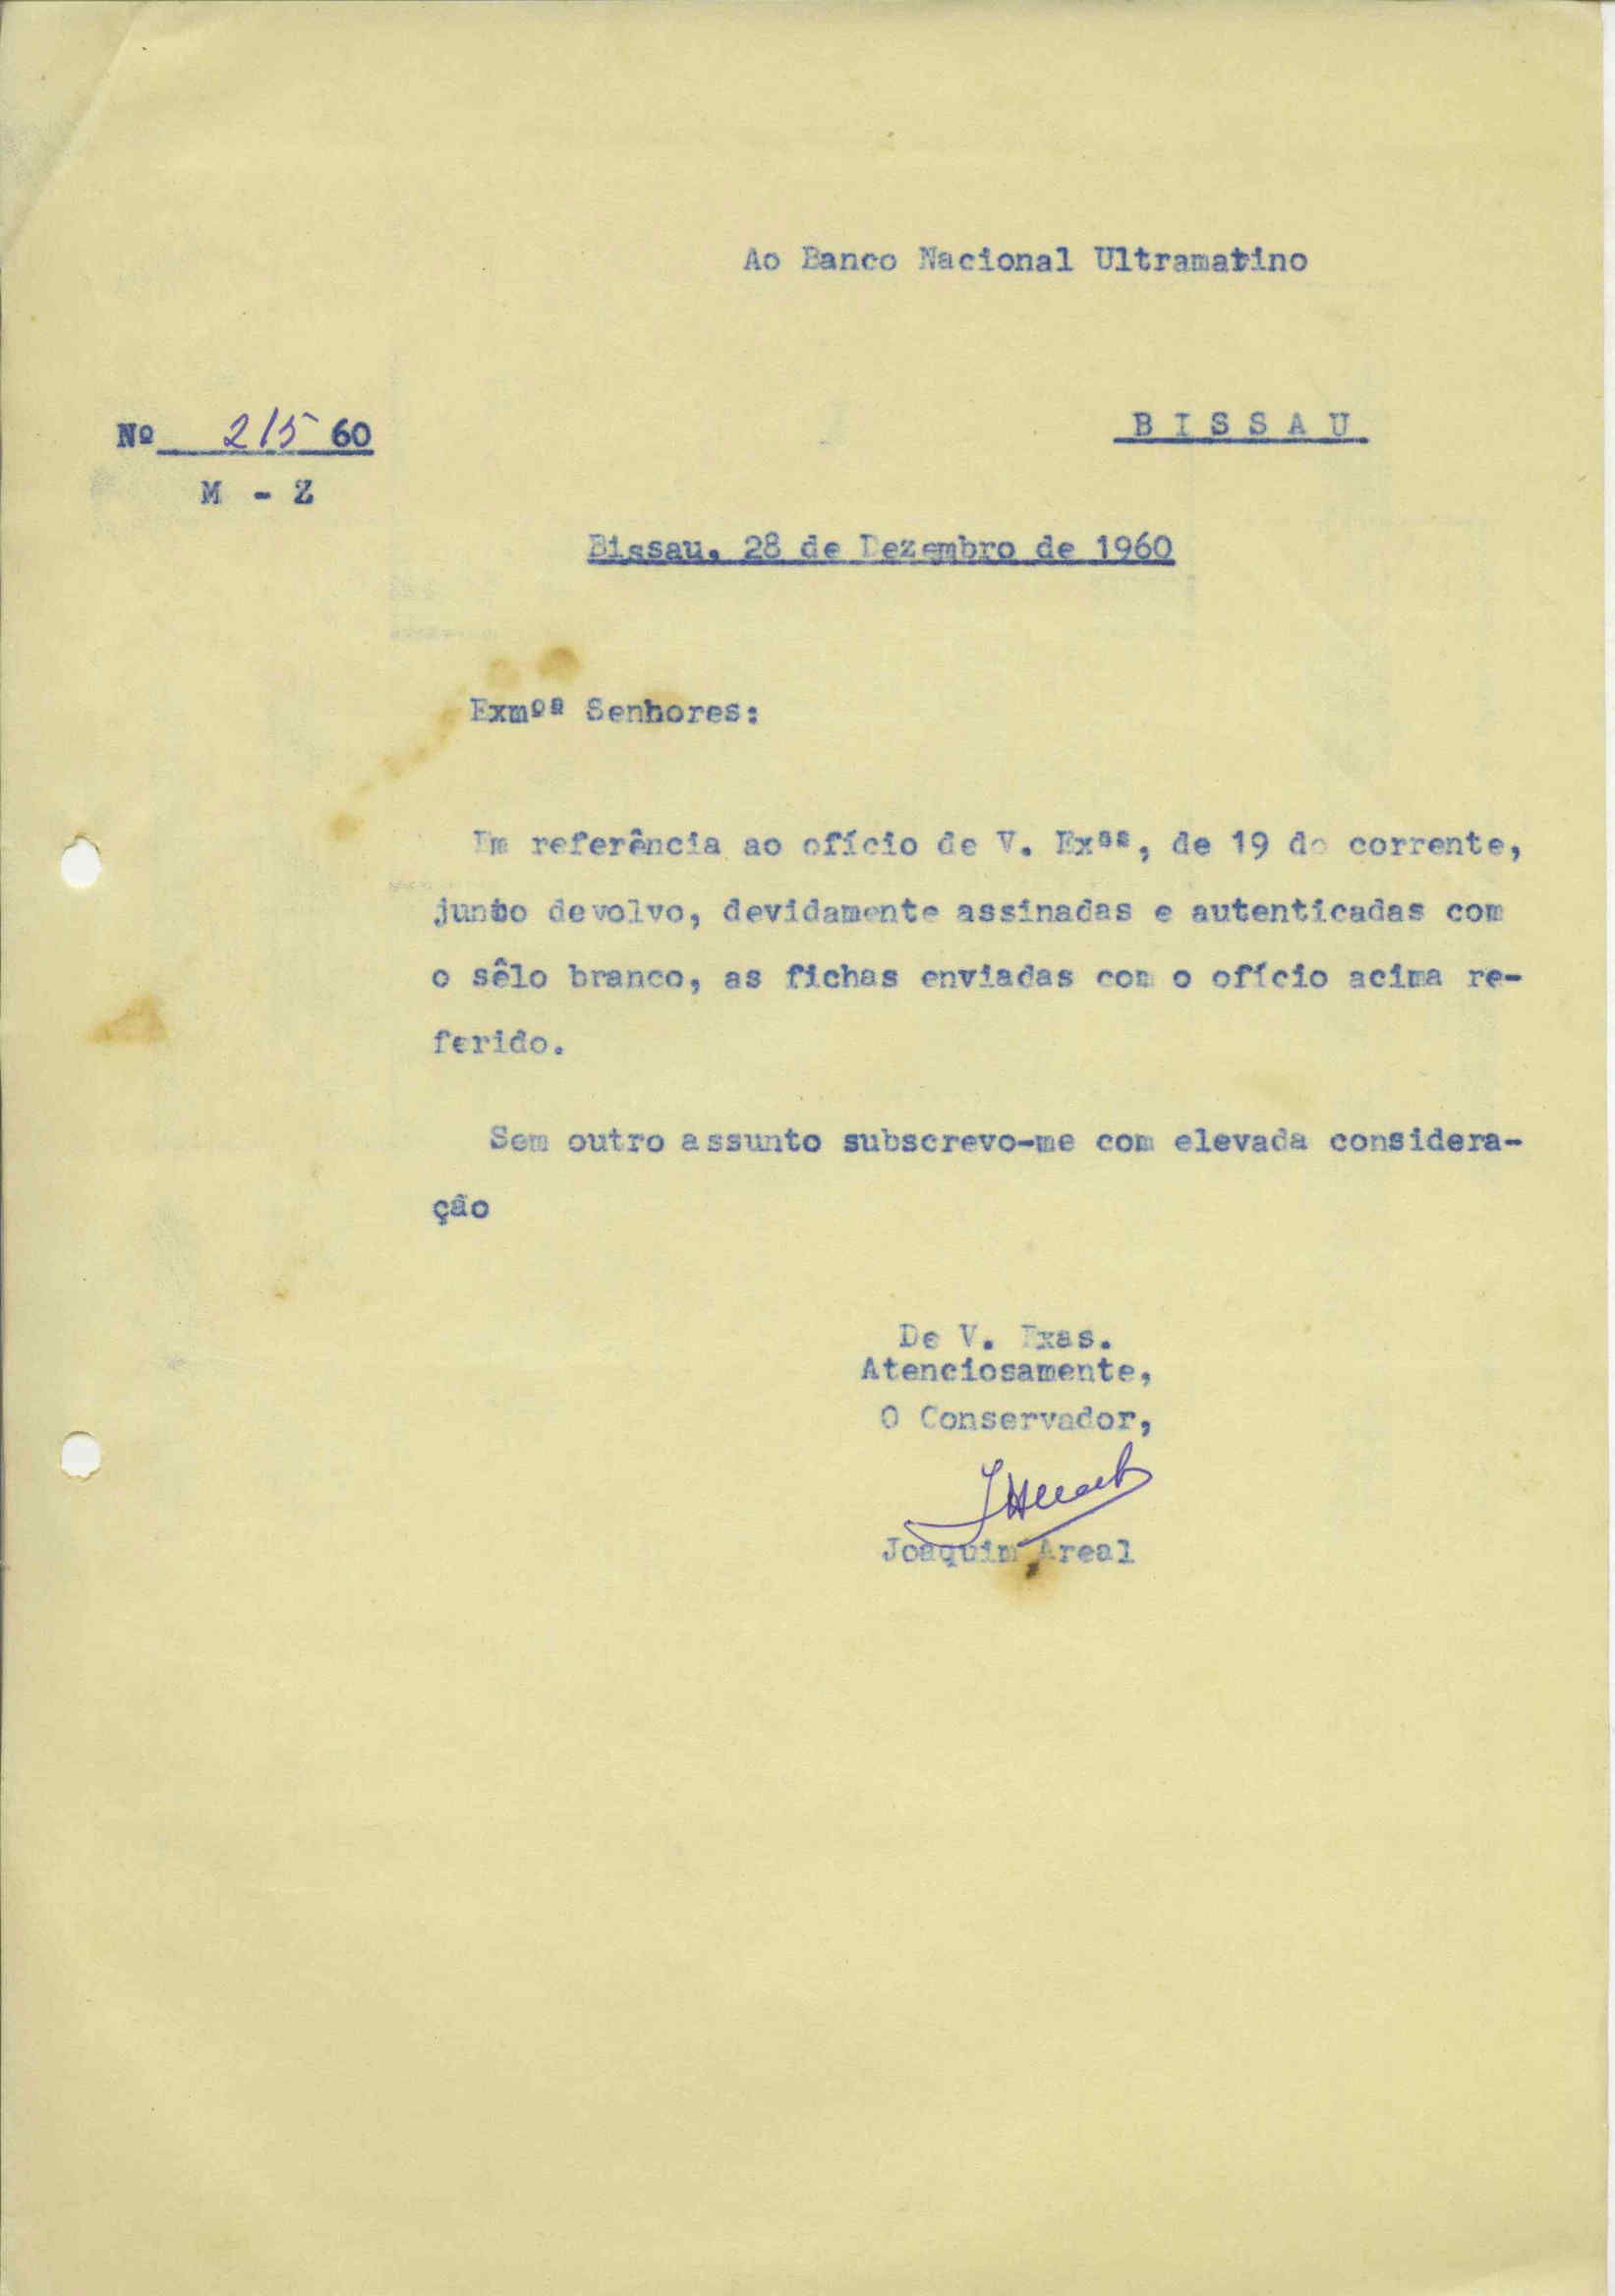 Ao Banco Nacional Ultramatino
Nº 215 60
B I S S A U
M - Z
Bissau, 28 de Dezembro de 1960
Exmºª Senhores:
Em referência ao ofício de V. Exªs, de 19 do corrente,
junto devolvo, devidamente assinadas e autenticadas com
o sêlo branco, as fichas enviadas com o ofício acima re-
ferido.
Sem outro assunto subscrevo-me com elevada considera-
ção
De V. Exas.
Atenciosamente,
O Conservador,
Joaquim Areal